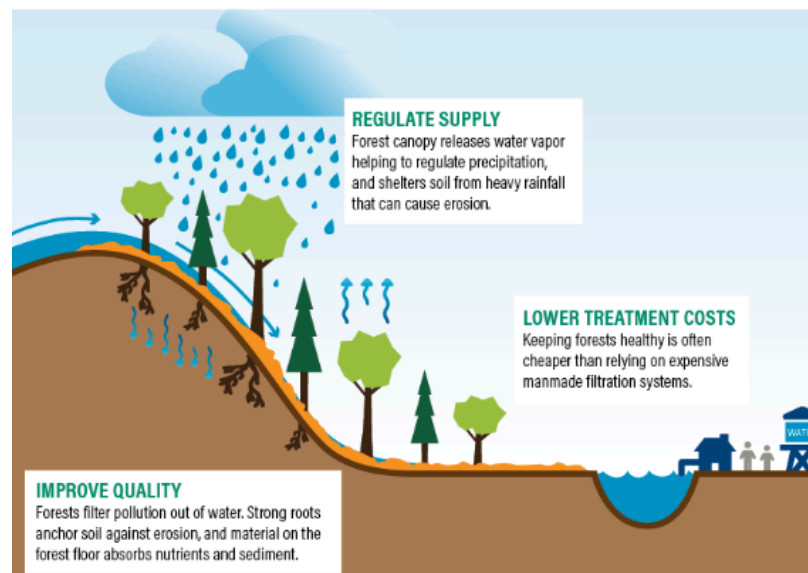 REGULATE SUPPLY
Forest canopy releases water vapor
helping to regulate precipitation,
and shelters soil from heavy rainfall
that can cause erosion.
LOWER TREATMENT COSTS
Keeping forests healthy is often
cheaper than relying on expensive
manmade filtration systems.
WAT
IMPROVE QUALITY
Forests filter pollution out of water. Strong roots
anchor soil against erosion, and material on the
forest floor absorbs nutrients and sediment.